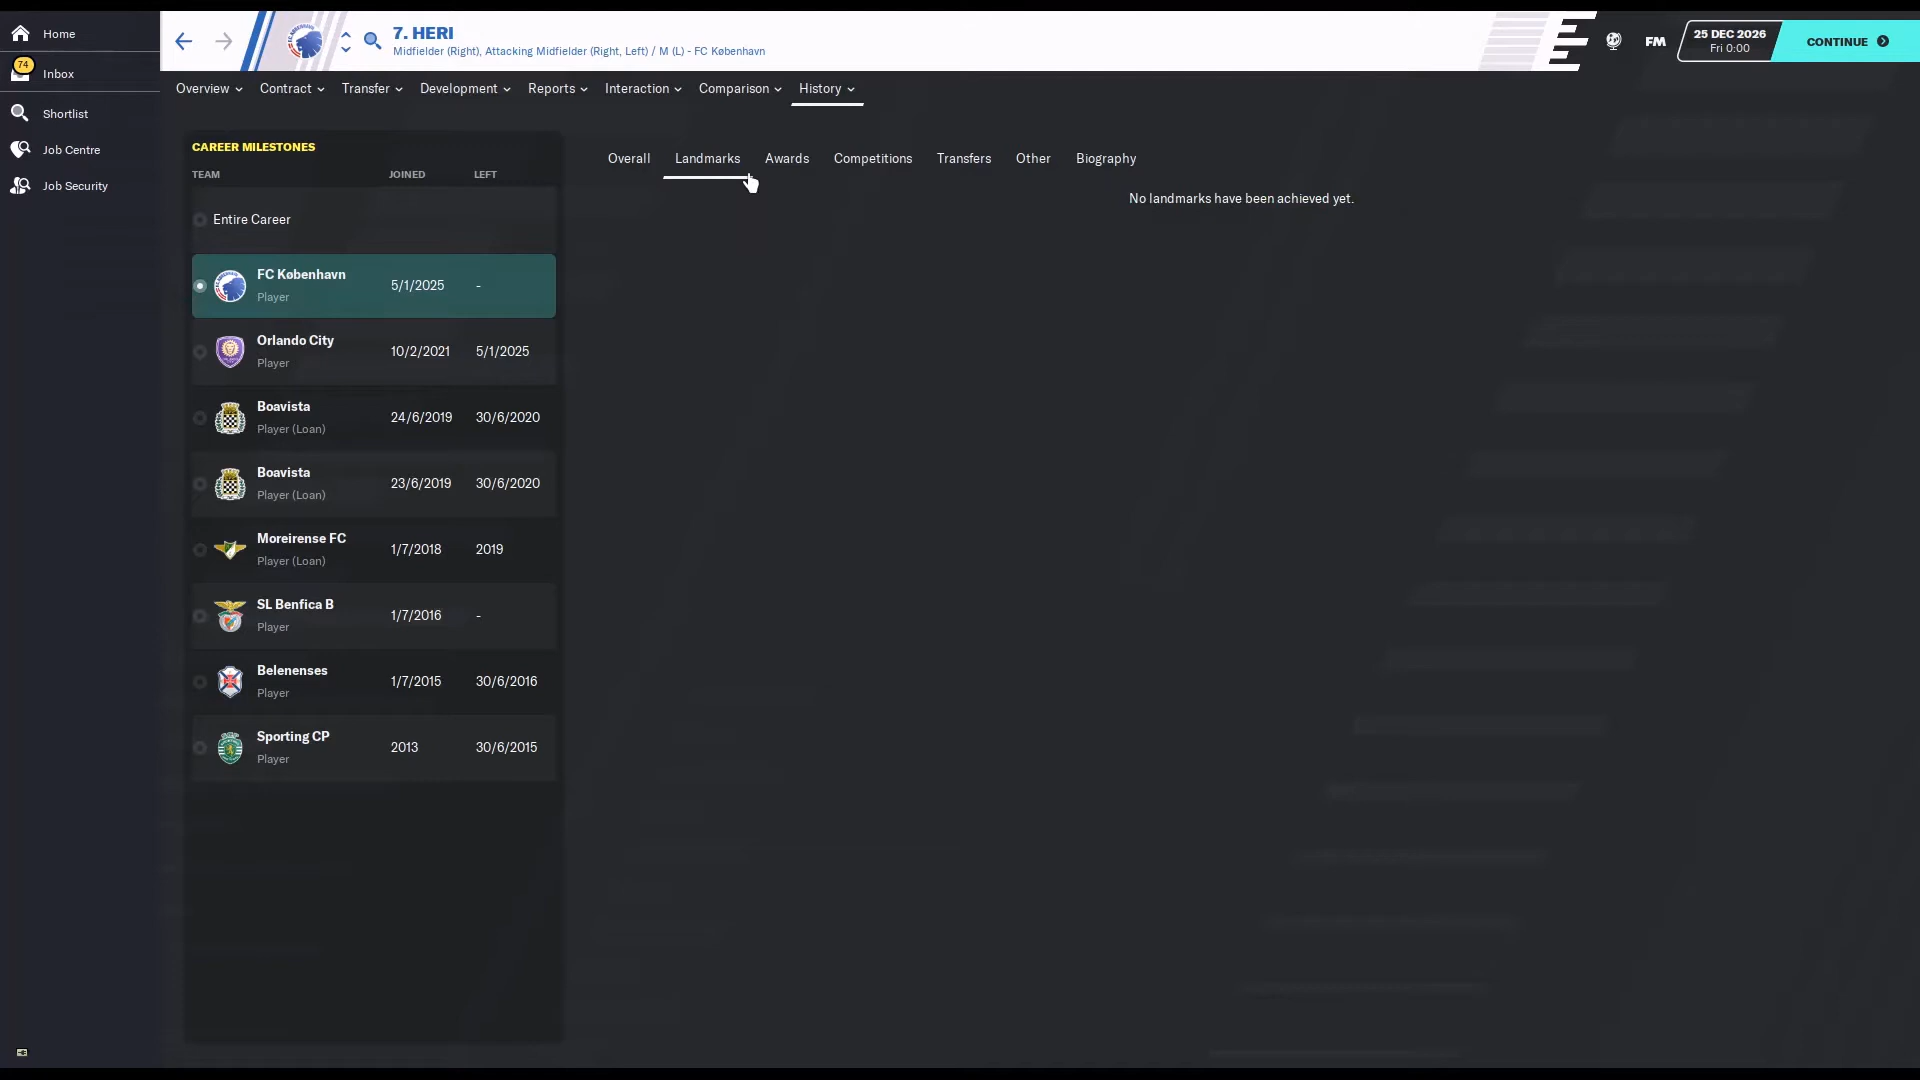 Home
74
Inbox
Shortlist
Job Centre
Job Security
7. HERI
Midfielder (Right), Attacking Midfielder (Right, Left) / M (L) - FC København
FM
25 DEC 2026
Fri 0:00
CONTINUE
Overview
Contract
Transfer
Development
Reports
Interaction
Comparison
History
CAREER MILESTONES
TEAM JOINED LEFT
Entire Career
FC København
Player
5/1/2025 -
Orlando City
Player
10/2/2021 5/1/2025
Boavista
Player (Loan)
24/6/2019 30/6/2020
Boavista
Player (Loan)
23/6/2019 30/6/2020
Moreirense FC
Player (Loan)
1/7/2018 2019
SL Benfica B
Player
1/7/2016 -
Belenenses
Player
1/7/2015 30/6/2016
Sporting CP
Player
2013 30/6/2015
Overall
Landmarks
Awards
Competitions
Transfers
Other
Biography
No landmarks have been achieved yet.